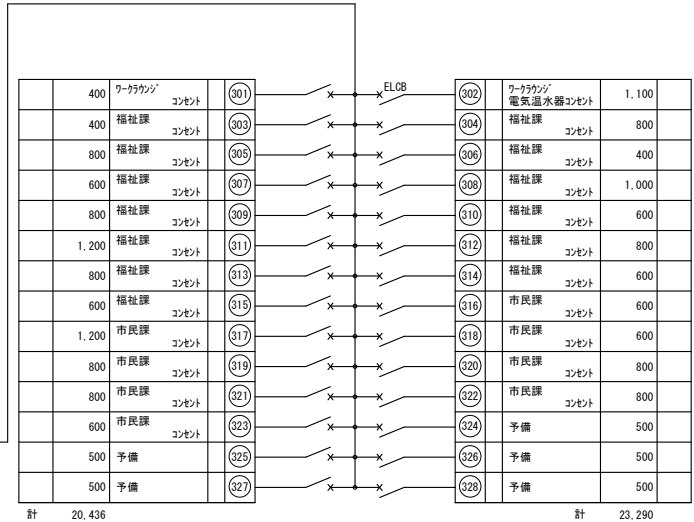 400 ワークラウンジ コンセント 301 ELCB 302 ワークラウンジ 電気温水器コンセント 1,100
400 福祉課 コンセント 303 304 福祉課 コンセント 800
800 福祉課 コンセント 305 306 福祉課 コンセント 400
600 福祉課 コンセント 307 308 福祉課 コンセント 1,000
800 福祉課 コンセント 309 310 福祉課 コンセント 600
1,200 福祉課 コンセント 311 312 福祉課 コンセント 800
800 福祉課 コンセント 313 314 福祉課 コンセント 600
600 福祉課 コンセント 315 316 市民課 コンセント 600
1,200 市民課 コンセント 317 318 市民課 コンセント 600
800 市民課 コンセント 319 320 市民課 コンセント 800
800 市民課 コンセント 321 322 市民課 コンセント 800
600 市民課 コンセント 323 324 予備 500
500 予備 325 326 予備 500
500 予備 327 328 予備 500
計 20,436 計 23,290